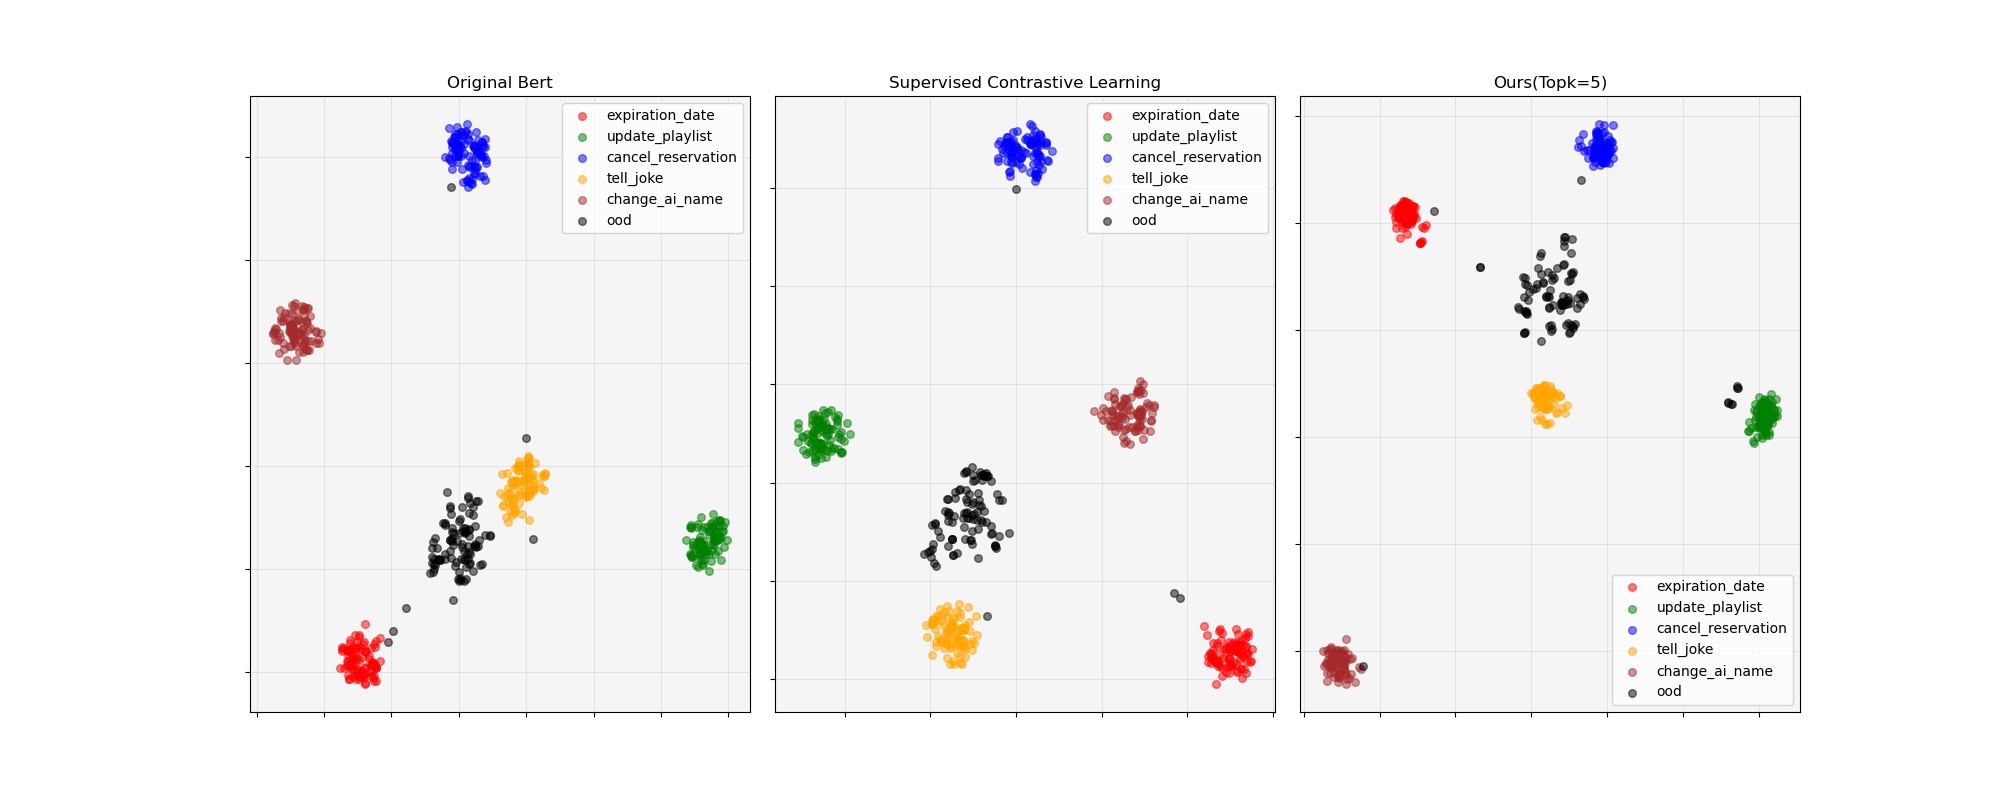 Original Bert
expiration_date
update_playlist
cancel_reservation
tell_joke
change_ai_name
ood
Supervised Contrastive Learning
expiration_date
update_playlist
cancel_reservation
tell_joke
change_ai_name
ood
Ours(Topk=5)
expiration_date
update_playlist
cancel_reservation
tell_joke
change_ai_name
ood